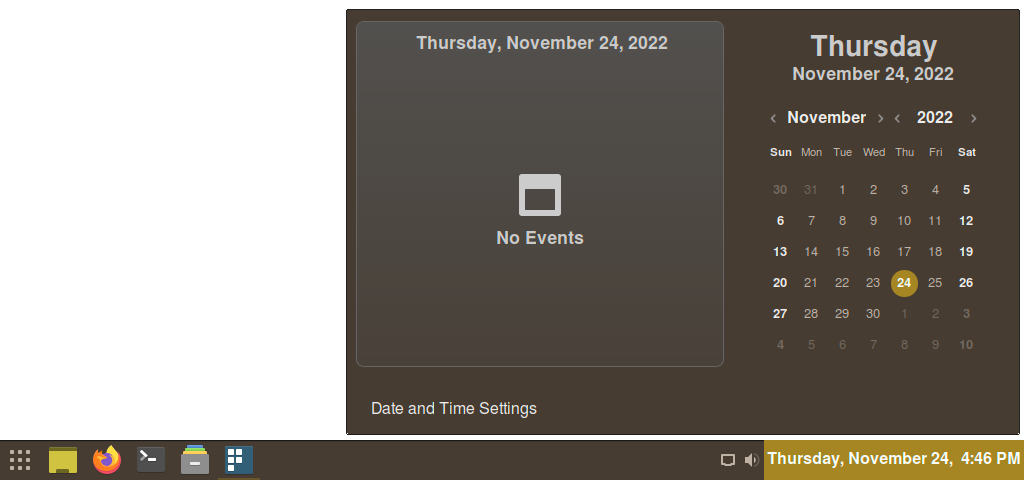 Thursday, November 24, 2022
No Events
Date and Time Settings
Thursday
November 24, 2022
‹ November › ‹ 2022 ›
Sun Mon Tue Wed Thu Fri Sat
30 31 1 2 3 4 5
6 7 8 9 10 11 12
13 14 15 16 17 18 19
20 21 22 23 24 25 26
27 28 29 30 1 2 3
4 5 6 7 8 9 10
Thursday, November 24, 4:46 PM